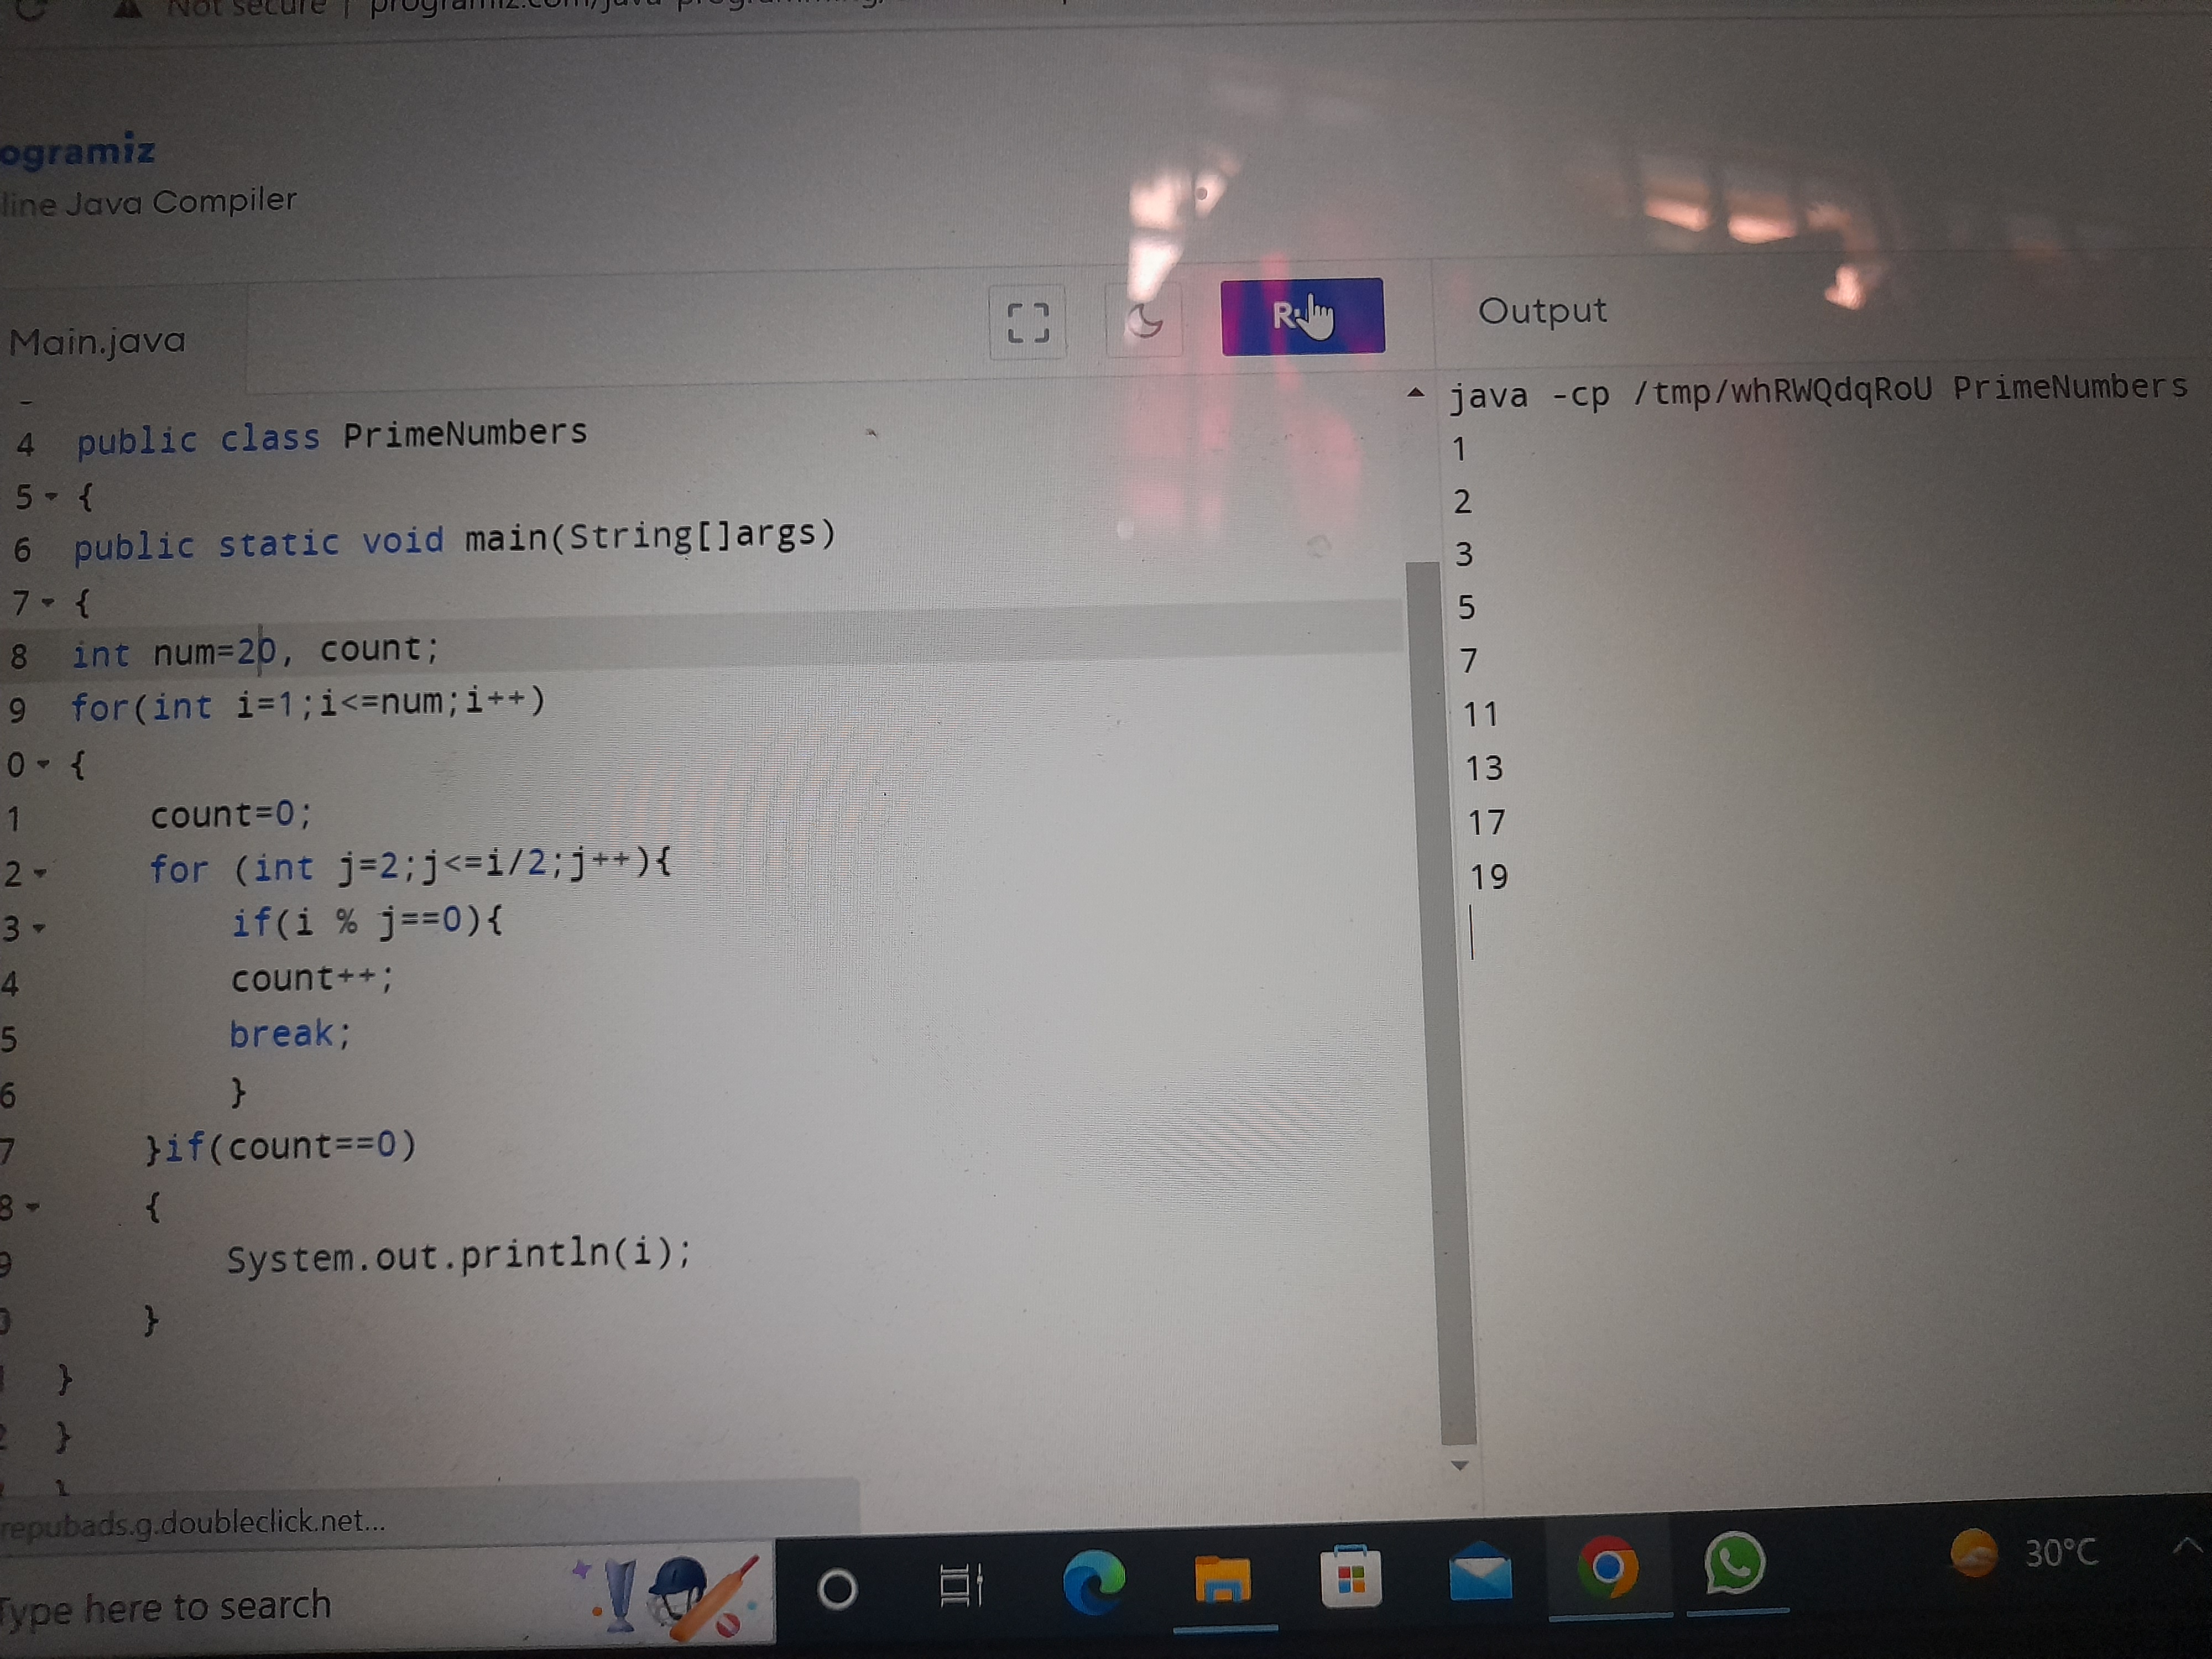 Not secure | programiz.com/java-programming/
ogramiz
line Java Compiler
Main.java
R
Output
4 public class PrimeNumbers
5 {
6 public static void main(String[]args)
7 {
8 int num=20, count;
9 for(int i=1;i<=num;i++)
0 {
1 count=0;
2 for (int j=2;j<=i/2;j++){
3 if(i % j==0){
4 count++;
5 break;
6 }
7 }if(count==0)
8 {
9 System.out.println(i);
0 }
1 }
2 }
}
java -cp /tmp/whRWQdqRoU PrimeNumbers
1
2
3
5
7
11
13
17
19
repubads.g.doubleclick.net...
Type here to search
30°C